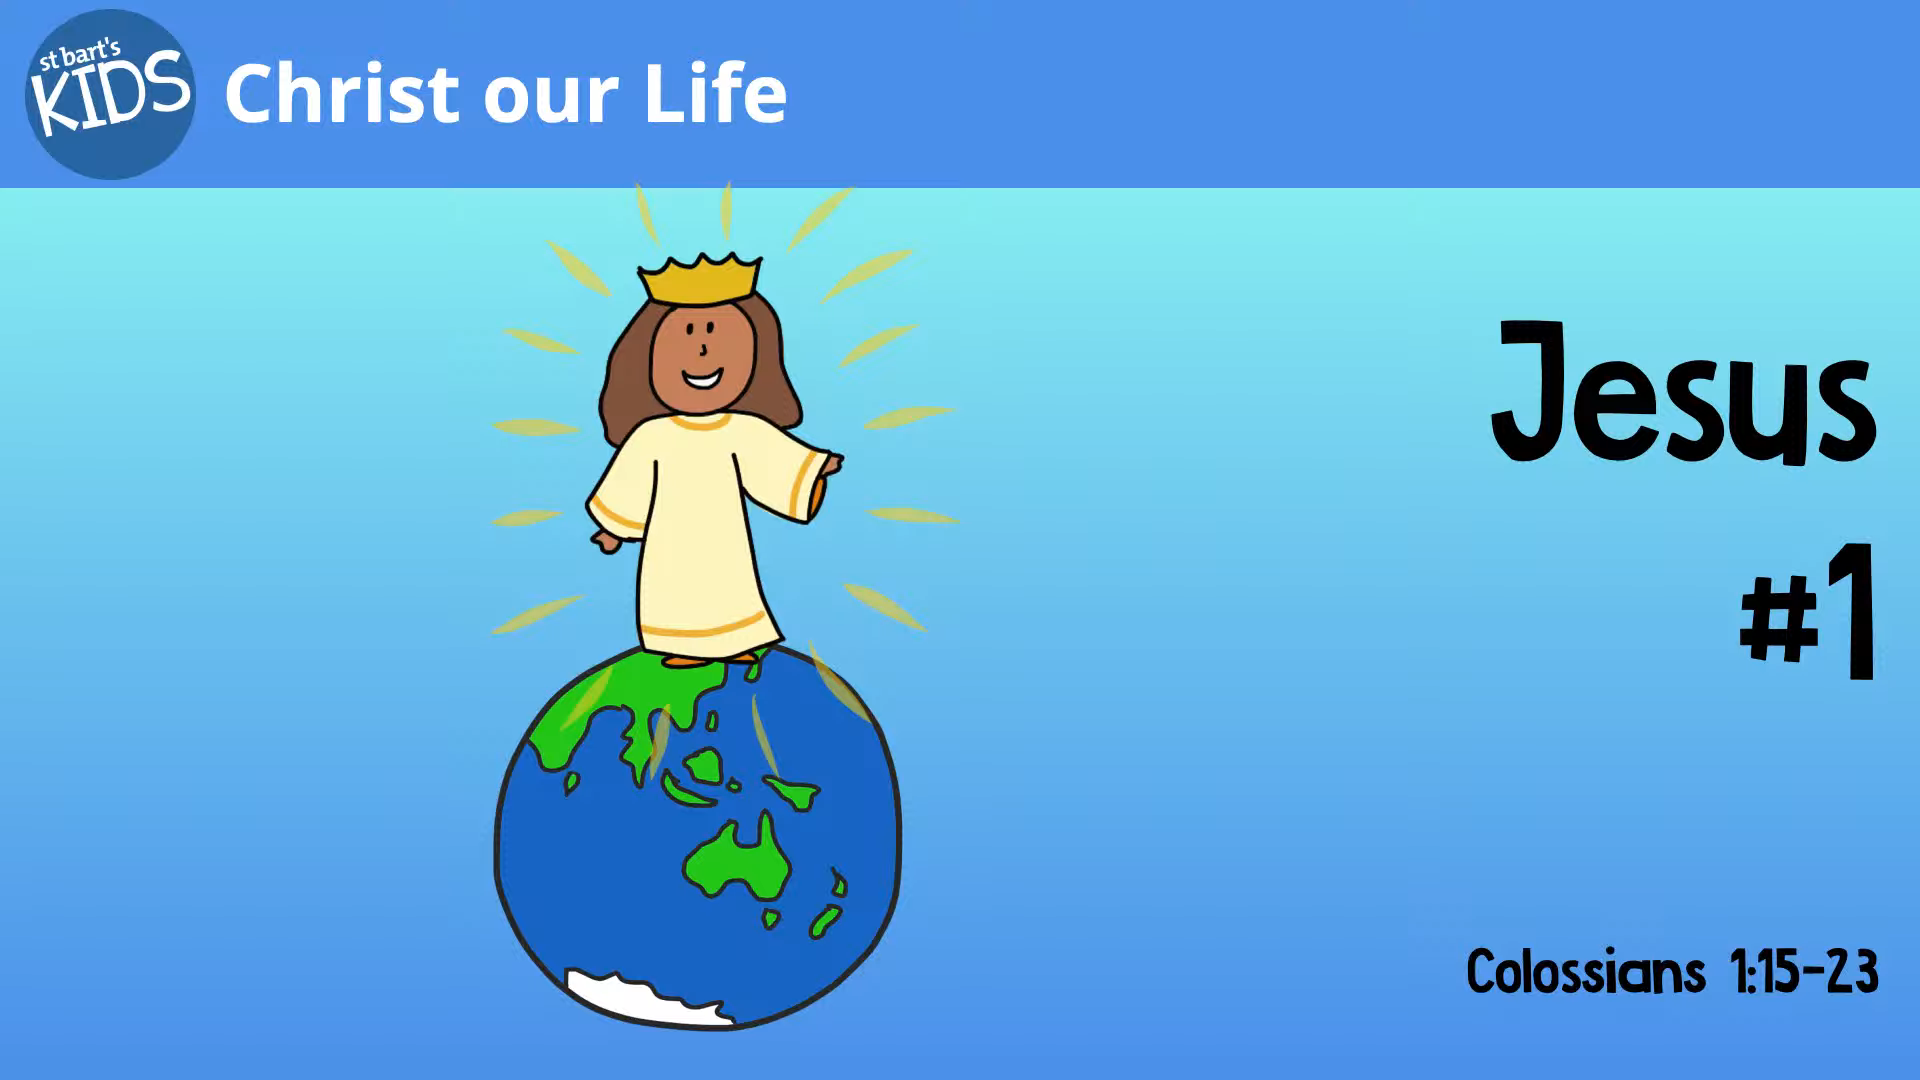 st bart's
KIDS
Christ our Life
Jesus
#1
Colossians 1:15-23